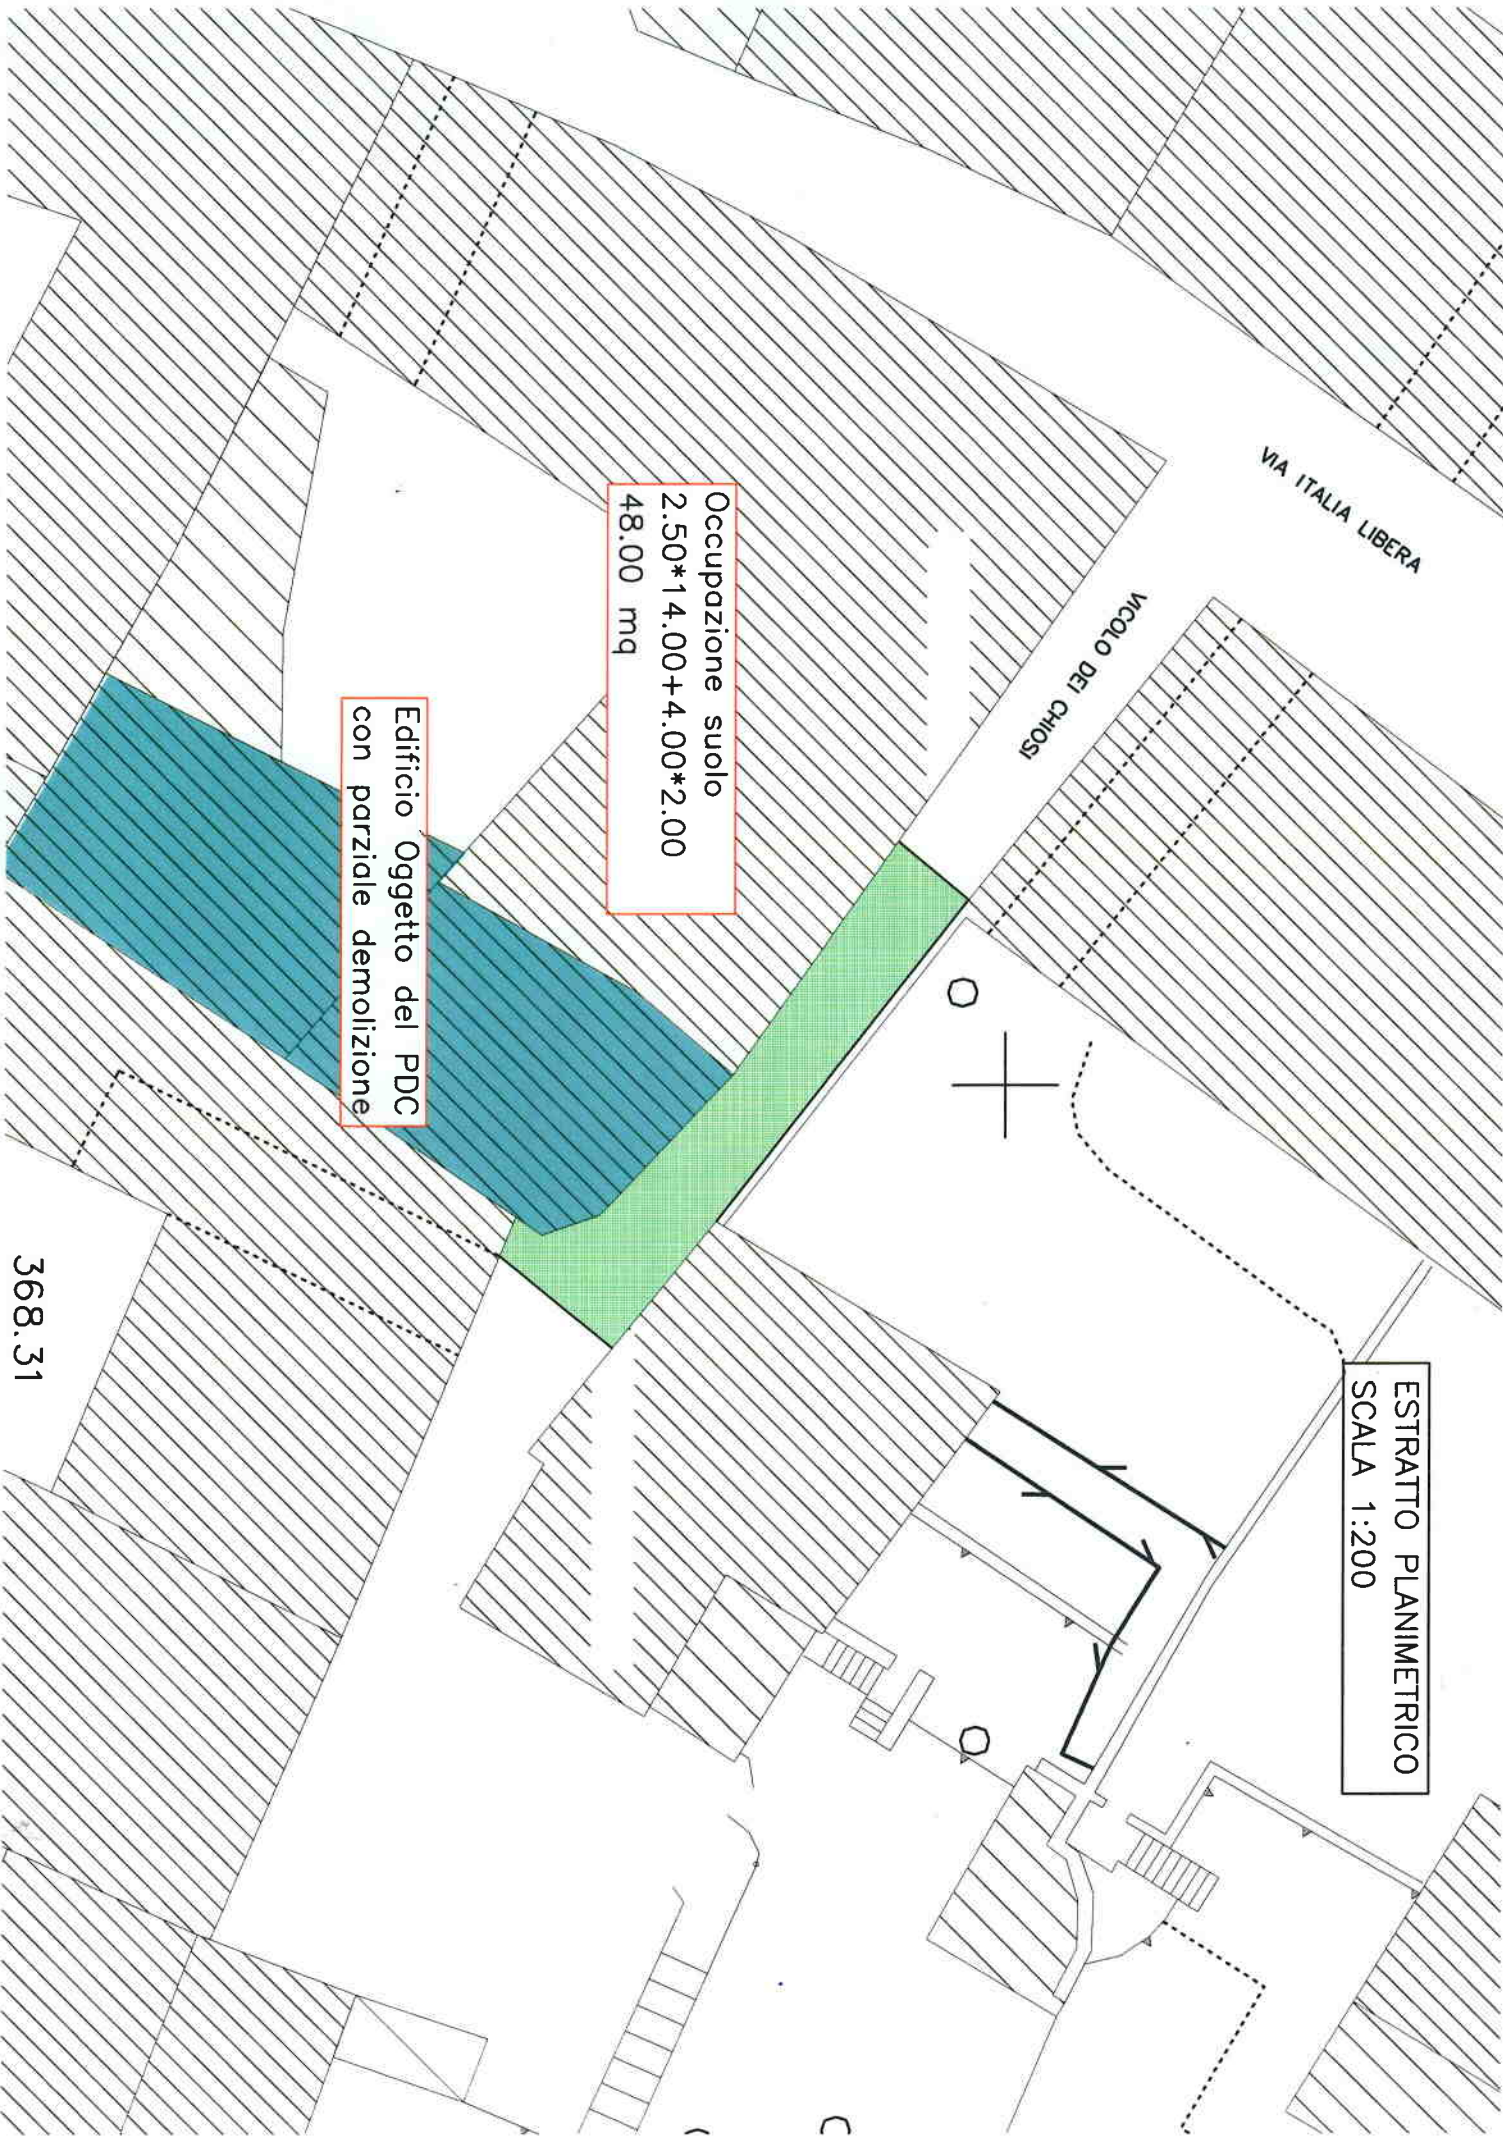 ESTRATTO PLANIMETRICO
SCALA 1:200
VIA ITALIA LIBERA
VICOLO DEI CHIOSI
Occupazione suolo
2.50*14.00+4.00*2.00
48.00 mq
Edificio Oggetto del PDC
con parziale demolizione
368.31